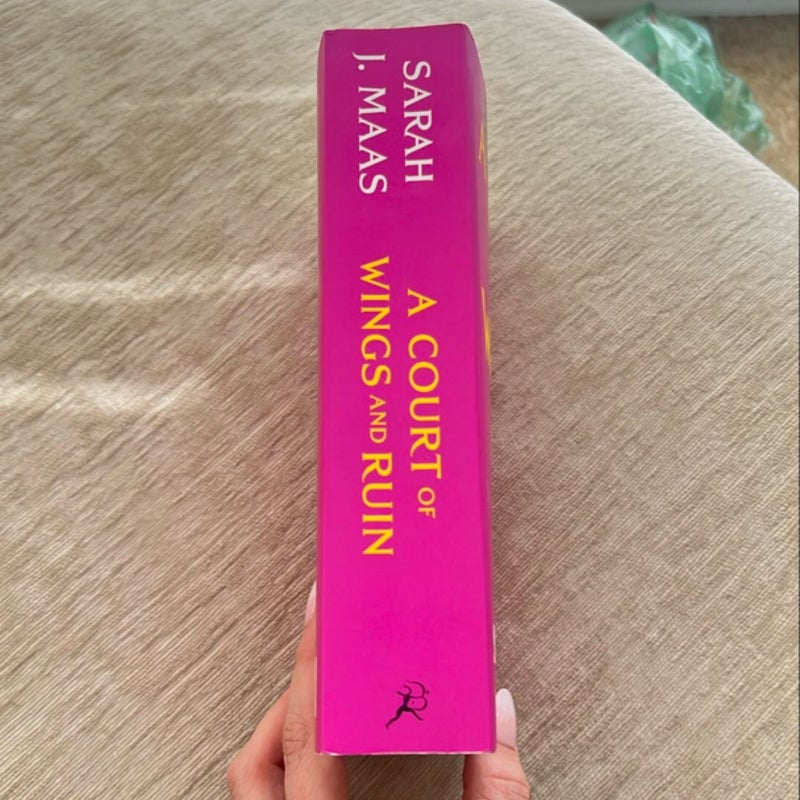 SARAH
J. MAAS
A COURT OF
WINGS AND RUIN